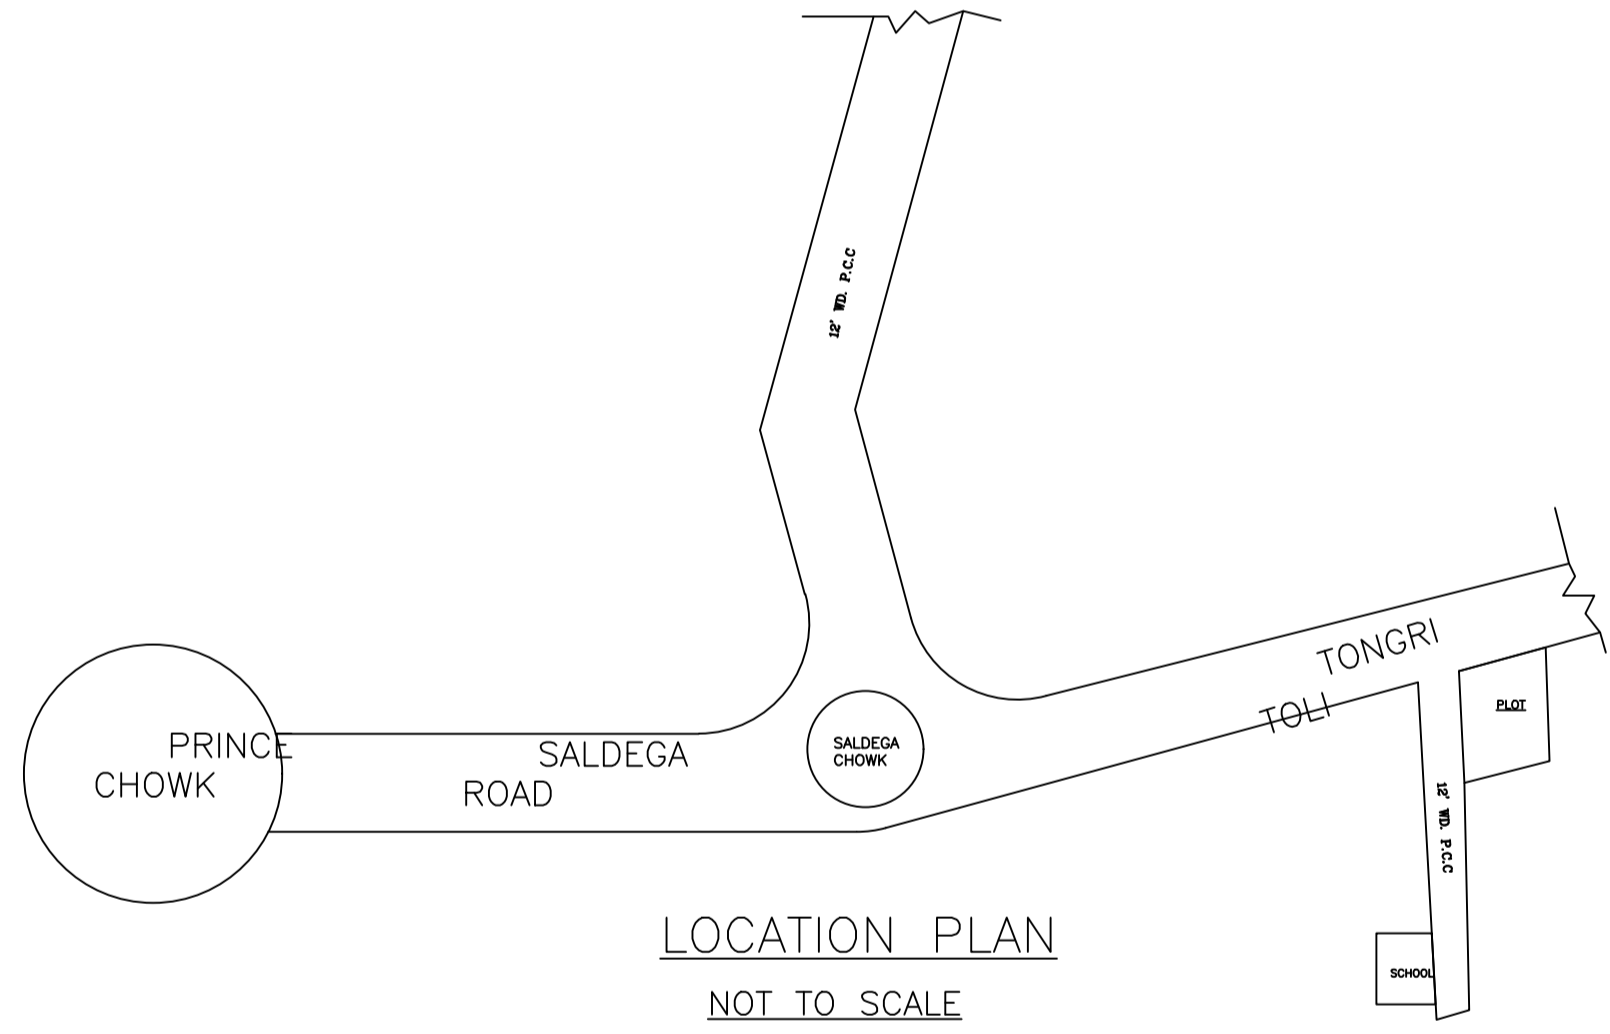 12' WD. P.C.C
TONGRI
TOLI
PLOT
PRINCE
CHOWK
SALDEGA
ROAD
SALDEGA
CHOWK
12' WD. P.C.C
LOCATION PLAN
SCHOOL
NOT TO SCALE